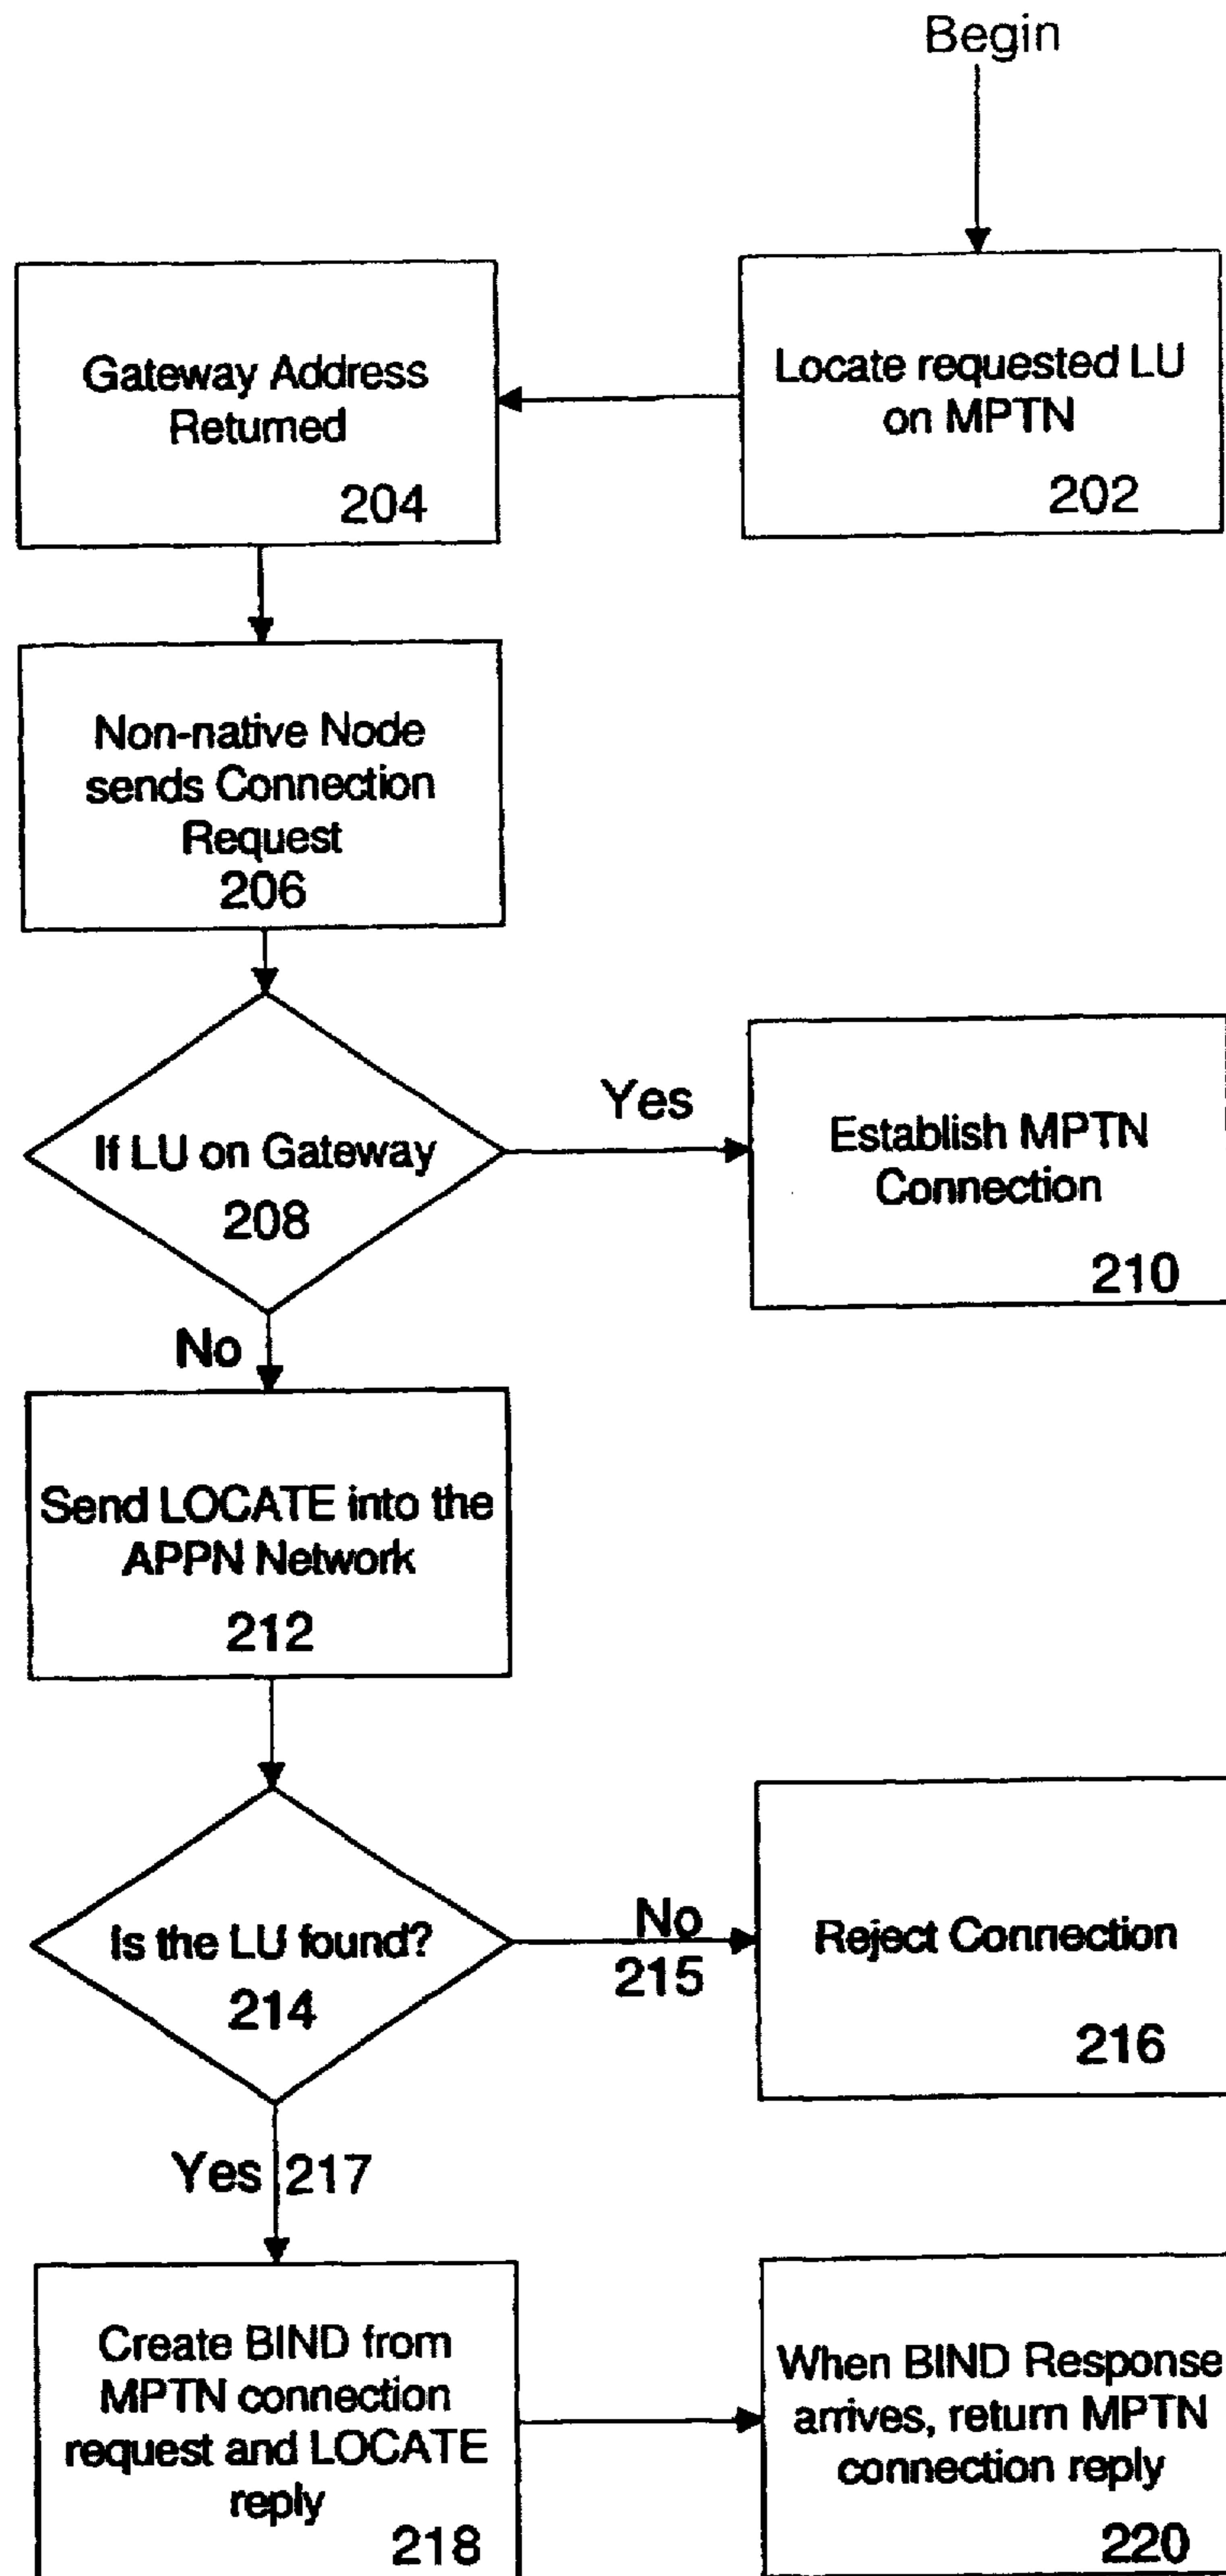 Begin
Locate requested LU
on MPTN
202
Gateway Address
Returned
204
Non-native Node
sends Connection
Request
206
If LU on Gateway
208
Yes
Establish MPTN
Connection
210
No
Send LOCATE into the
APPN Network
212
Is the LU found?
214
No
215
Reject Connection
216
Yes 217
Create BIND from
MPTN connection
request and LOCATE
reply
218
When BIND Response
arrives, return MPTN
connection reply
220